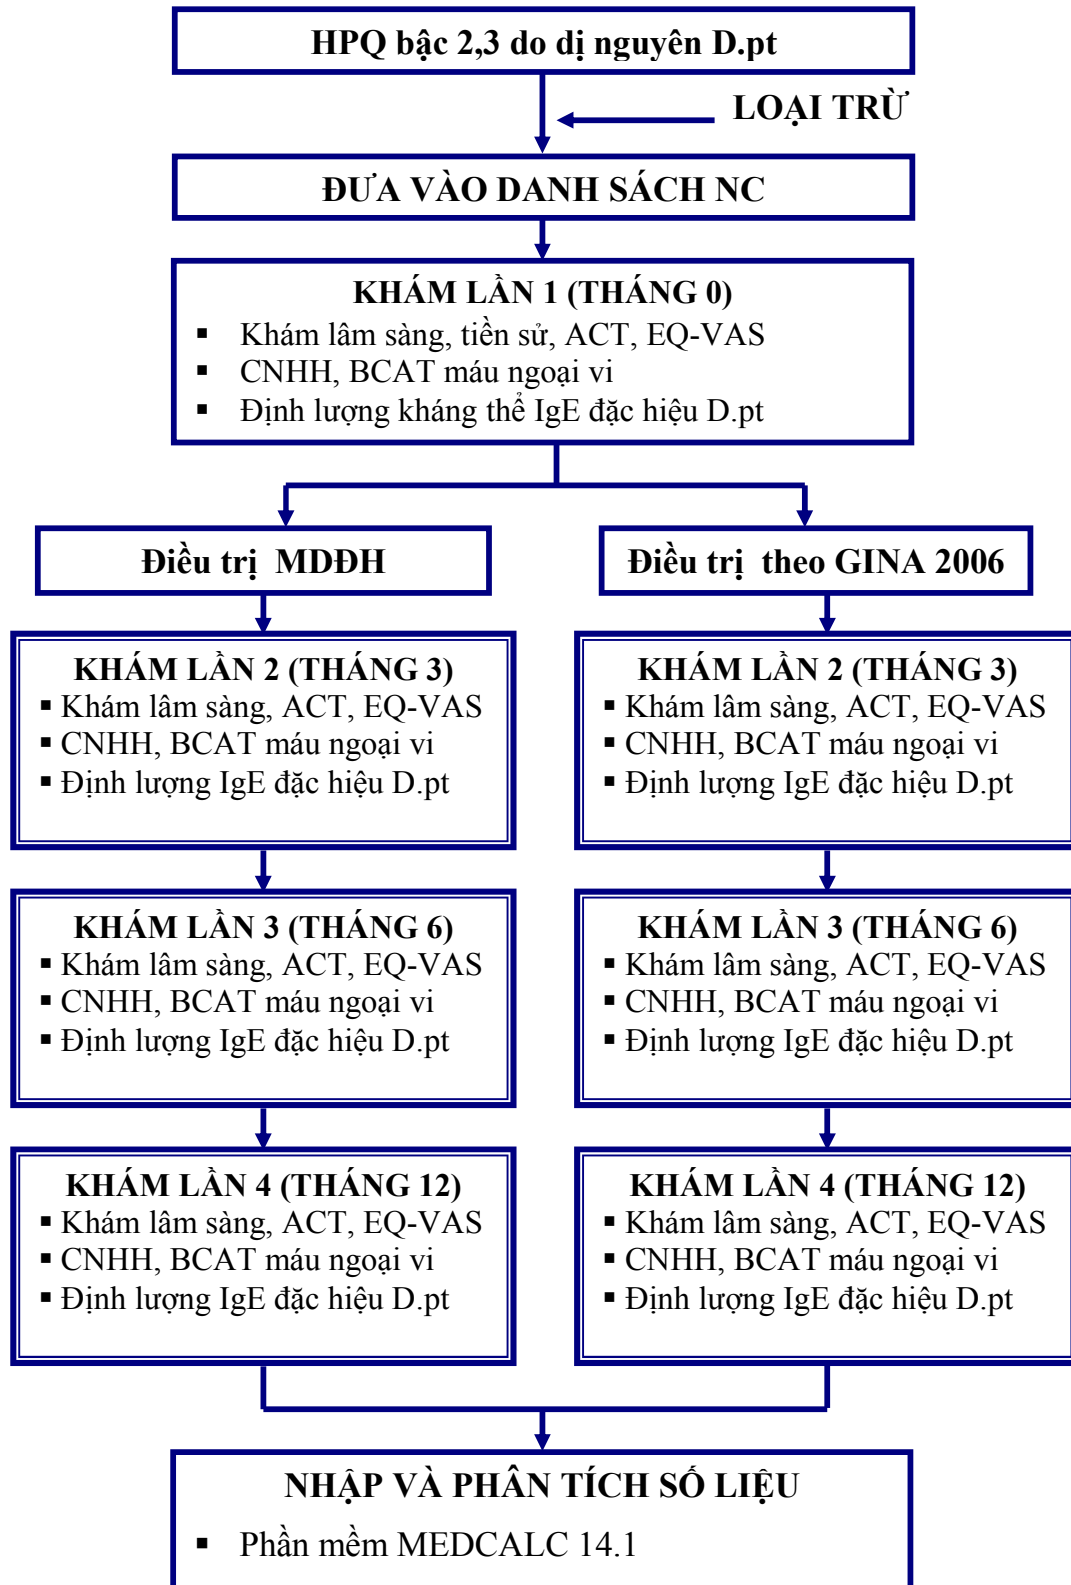 HPQ bậc 2,3 do dị nguyên D.pt
LOẠI TRỪ
ĐƯA VÀO DANH SÁCH NC
KHÁM LẦN 1 (THÁNG 0)
▪ Khám lâm sàng, tiền sử, ACT, EQ-VAS
▪ CNHH, BCAT máu ngoại vi
▪ Định lượng kháng thể IgE đặc hiệu D.pt
Điều trị MDĐH
KHÁM LẦN 2 (THÁNG 3)
▪ Khám lâm sàng, ACT, EQ-VAS
▪ CNHH, BCAT máu ngoại vi
▪ Định lượng IgE đặc hiệu D.pt
KHÁM LẦN 3 (THÁNG 6)
▪ Khám lâm sàng, ACT, EQ-VAS
▪ CNHH, BCAT máu ngoại vi
▪ Định lượng IgE đặc hiệu D.pt
KHÁM LẦN 4 (THÁNG 12)
▪ Khám lâm sàng, ACT, EQ-VAS
▪ CNHH, BCAT máu ngoại vi
▪ Định lượng IgE đặc hiệu D.pt
Điều trị theo GINA 2006
KHÁM LẦN 2 (THÁNG 3)
▪ Khám lâm sàng, ACT, EQ-VAS
▪ CNHH, BCAT máu ngoại vi
▪ Định lượng IgE đặc hiệu D.pt
KHÁM LẦN 3 (THÁNG 6)
▪ Khám lâm sàng, ACT, EQ-VAS
▪ CNHH, BCAT máu ngoại vi
▪ Định lượng IgE đặc hiệu D.pt
KHÁM LẦN 4 (THÁNG 12)
▪ Khám lâm sàng, ACT, EQ-VAS
▪ CNHH, BCAT máu ngoại vi
▪ Định lượng IgE đặc hiệu D.pt
NHẬP VÀ PHÂN TÍCH SỐ LIỆU
▪ Phần mềm MEDCALC 14.1